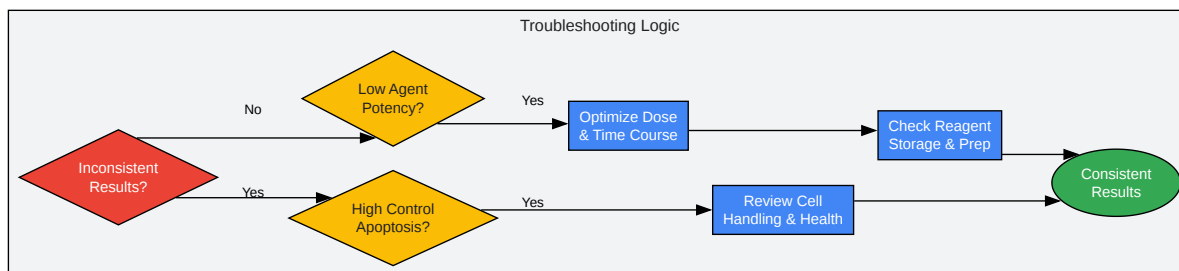 Troubleshooting Logic
No
Low Agent
Potency?
Yes
Optimize Dose
& Time Course
Check Reagent
Storage & Prep
Inconsistent
Results?
Yes
High Control
Apoptosis?
Yes
Review Cell
Handling & Health
Consistent
Results